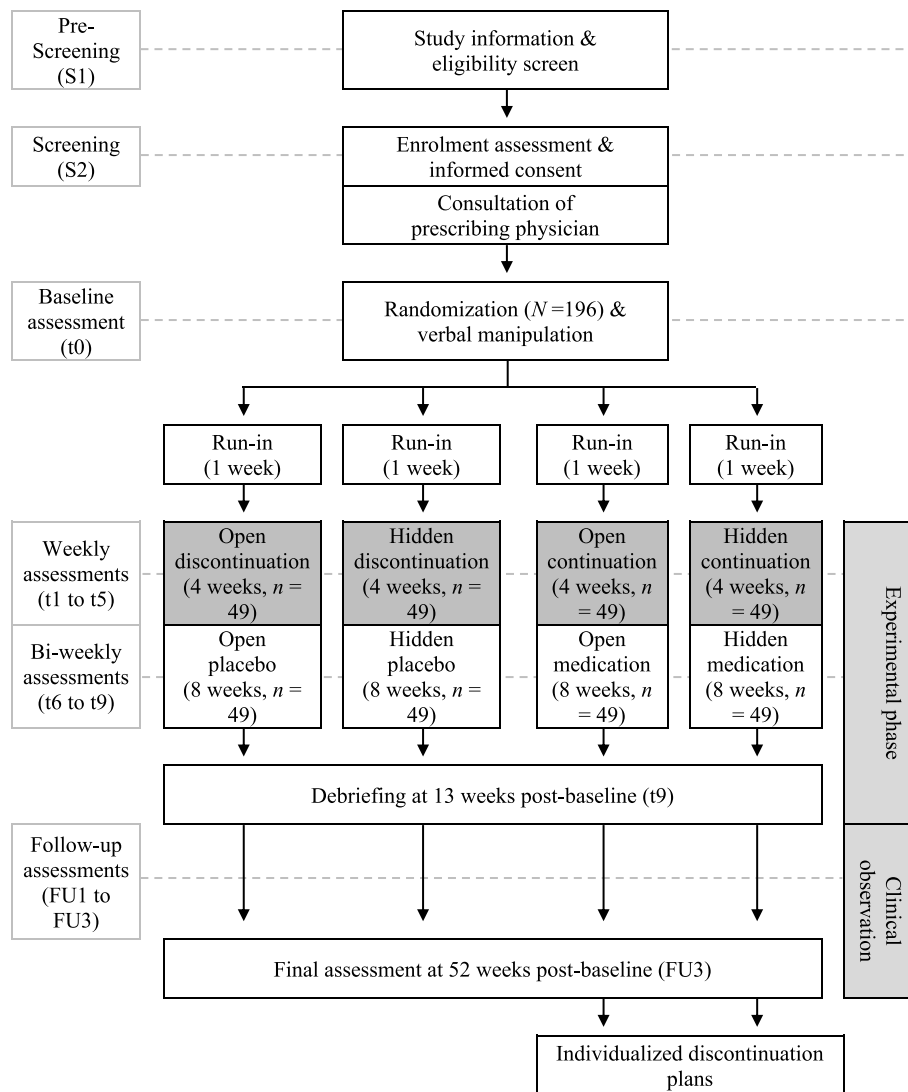 Pre-
Screening
(S1)
Study information &
eligibility screen
Screening
(S2)
Enrolment assessment &
informed consent
Consultation of
prescribing physician
Baseline
assessment
(t0)
Randomization (N =196) &
verbal manipulation
Run-in
(1 week)
Run-in
(1 week)
Run-in
(1 week)
Run-in
(1 week)
Weekly
assessments
(t1 to t5)
Open
discontinuation
(4 weeks, n =
49)
Hidden
discontinuation
(4 weeks, n =
49)
Open
continuation
(4 weeks, n
= 49)
Hidden
continuation
(4 weeks, n
= 49)
Bi-weekly
assessments
(t6 to t9)
Open
placebo
(8 weeks, n =
49)
Hidden
placebo
(8 weeks, n =
49)
Open
medication
(8 weeks, n
= 49)
Hidden
medication
(8 weeks, n
= 49)
Experimental phase
Debriefing at 13 weeks post-baseline (t9)
Follow-up
assessments
(FU1 to
FU3)
Clinical
observation
Final assessment at 52 weeks post-baseline (FU3)
Individualized discontinuation
plans